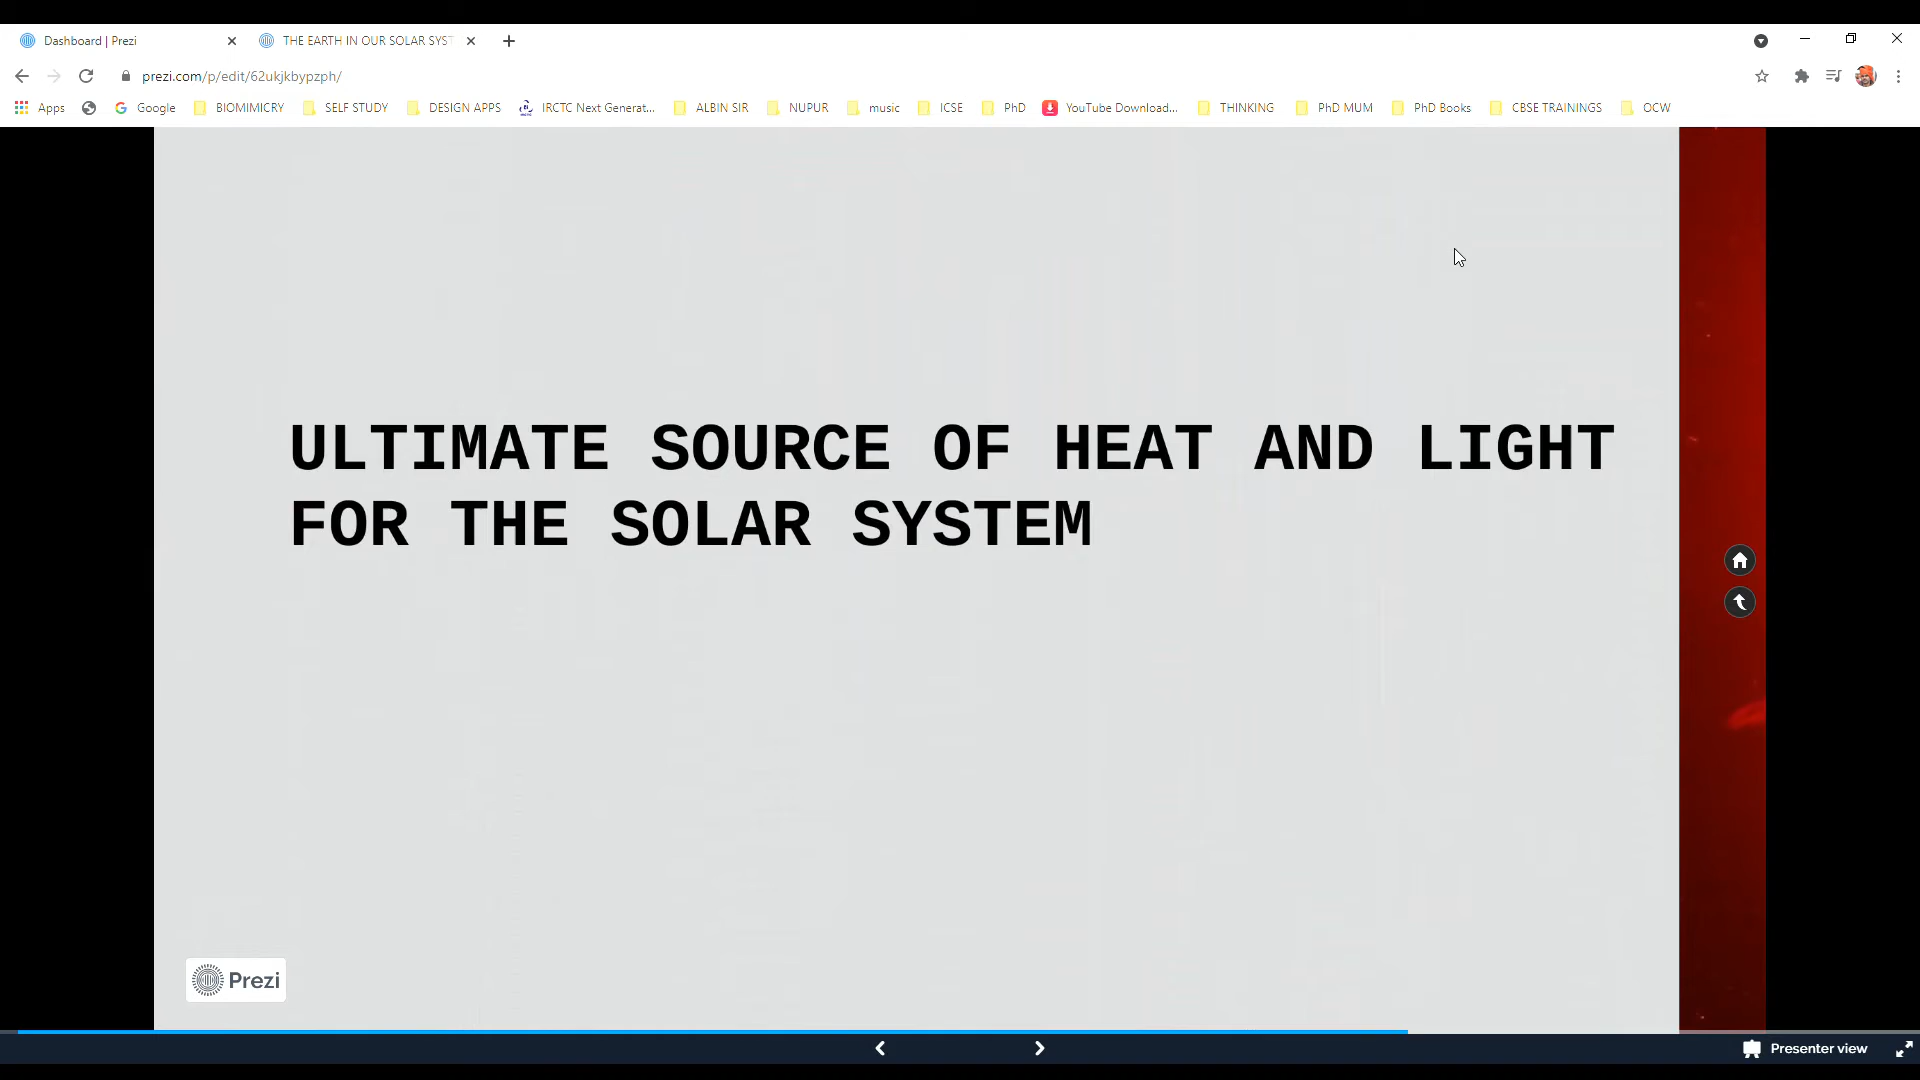 Dashboard | Prezi
THE EARTH IN OUR SOLAR SYST
prezi.com/p/edit/62ukjkbypzph/
Apps Google BIOMIMICRY SELF STUDY DESIGN APPS IRCTC Next Generat... ALBIN SIR NUPUR music ICSE PhD YouTube Download... THINKING PhD MUM PhD Books CBSE TRAININGS OCW
ULTIMATE SOURCE OF HEAT AND LIGHT
FOR THE SOLAR SYSTEM
Prezi
Presenter view